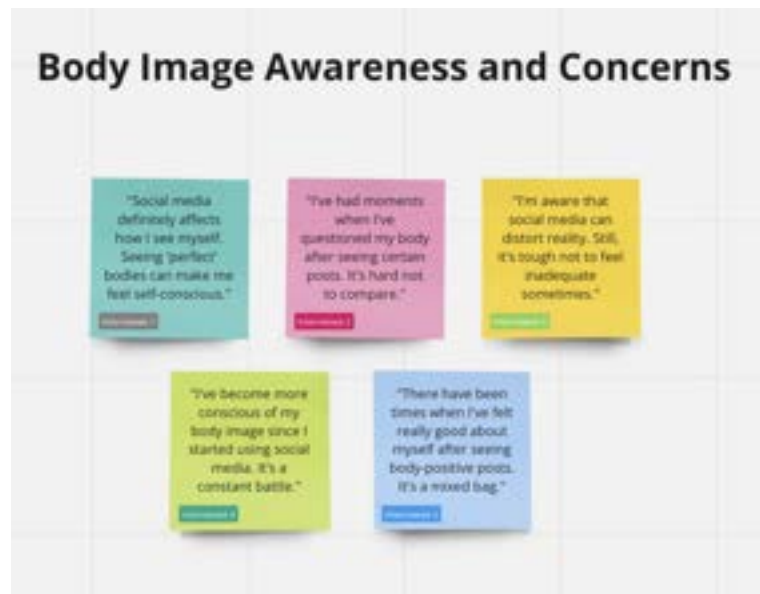 Body Image Awareness and Concerns
"Social media
definitely affects
how I see myself.
Seeing 'perfect'
bodies can make me
feel self-conscious."
"I've had moments
when I've
questioned my body
after seeing certain
posts. It's hard not
to compare."
"I'm aware that
social media can
distort reality. Still,
it's tough not to feel
inadequate
sometimes."
"I've become more
conscious of my
body image since I
started using social
media. It's a
constant battle."
"There have been
times when I've felt
really good about
myself after seeing
body-positive posts.
It's a mixed bag."